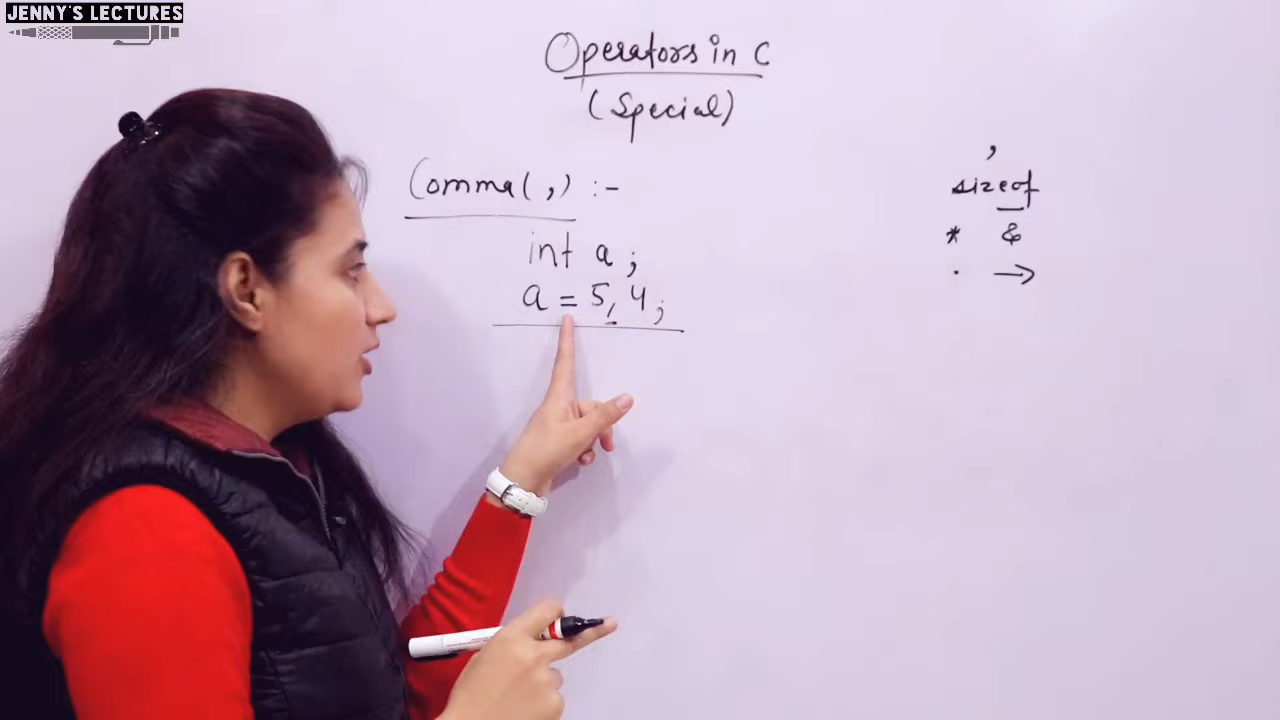 JENNY'S LECTURES
Operators in C
(Special)
Comma(,) :-
int a ;
a = 5, 4;
,
sizeof
* &
. →